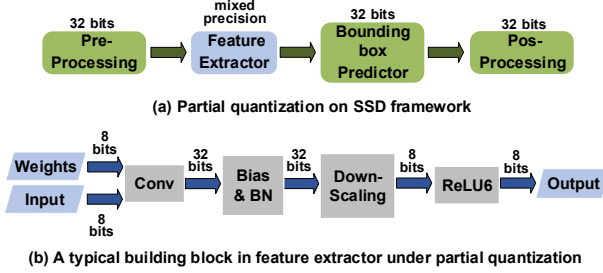 mixed
precision
32 bits
32 bits
32 bits
Pre-
Processing
Feature
Extractor
Bounding
box
Predictor
Pos-
Processing
(a) Partial quantization on SSD framework
8
bits
Weights
Input
8
bits
Conv
32
bits
Bias
& BN
32
bits
Down-
Scaling
8
bits
ReLU6
8
bits
Output
(b) A typical building block in feature extractor under partial quantization